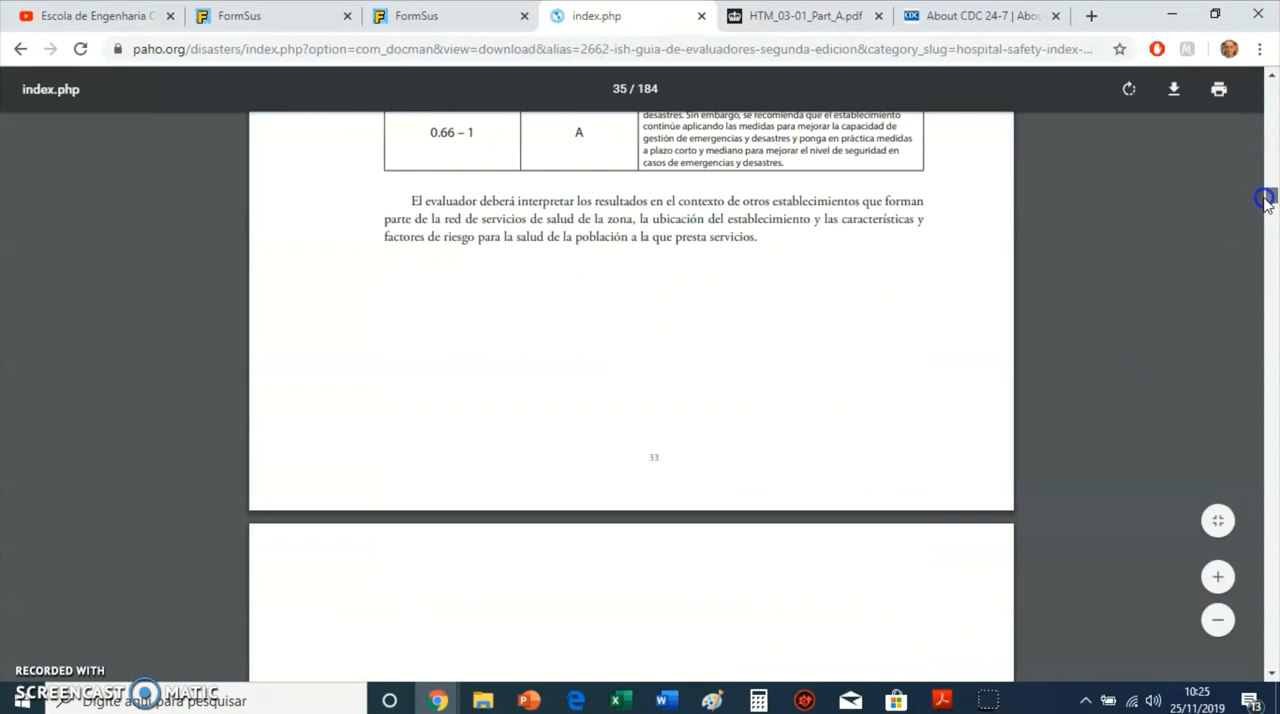 Escola de Engenharia C
FormSus
FormSus
index.php
HTM_03-01_Part_A.pdf
About CDC 24-7 | Abou
paho.org/disasters/index.php?option=com_docman&view=download&alias=2662-ish-guia-de-evaluadores-segunda-edicion&category_slug=hospital-safety-index-...
index.php
35 / 184
desastres. Sin embargo, se recomienda que el establecimiento
continúe aplicando las medidas para mejorar la capacidad de
gestión de emergencias y desastres y ponga en práctica medidas
a plazo corto y mediano para mejorar el nivel de seguridad en
casos de emergencias y desastres.
0.66 – 1
A
El evaluador deberá interpretar los resultados en el contexto de otros establecimientos que forman
parte de la red de servicios de salud de la zona, la ubicación del establecimiento y las características y
factores de riesgo para la salud de la población a la que presta servicios.
33
RECORDED WITH
SCREENCAST MATIC
Digite aqui para pesquisar
10:25
25/11/2019
13